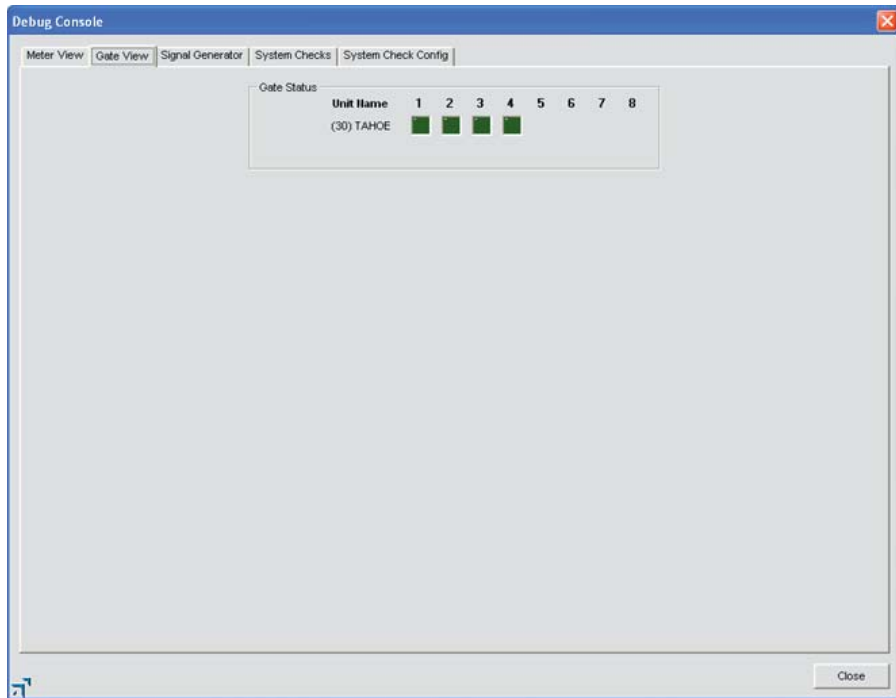 Debug Console
Meter View Gate View Signal Generator System Checks System Check Config
Gate Status
Unit Name 1 2 3 4 5 6 7 8
(30) TAHOE
Close